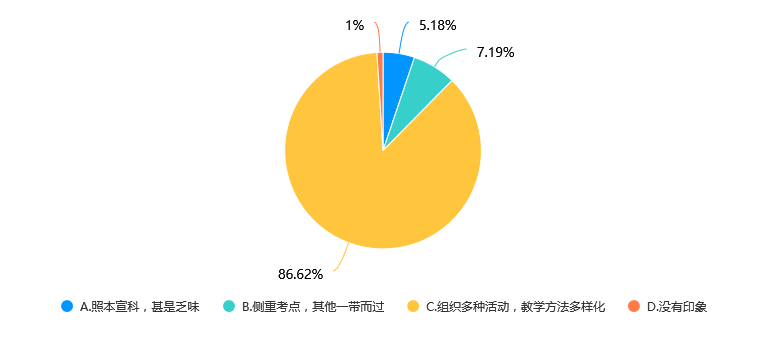 1%
5.18%
7.19%
86.62%
A.照本宣科，甚是乏味
B.侧重考点，其他一带而过
C.组织多种活动，教学方法多样化
D.没有印象